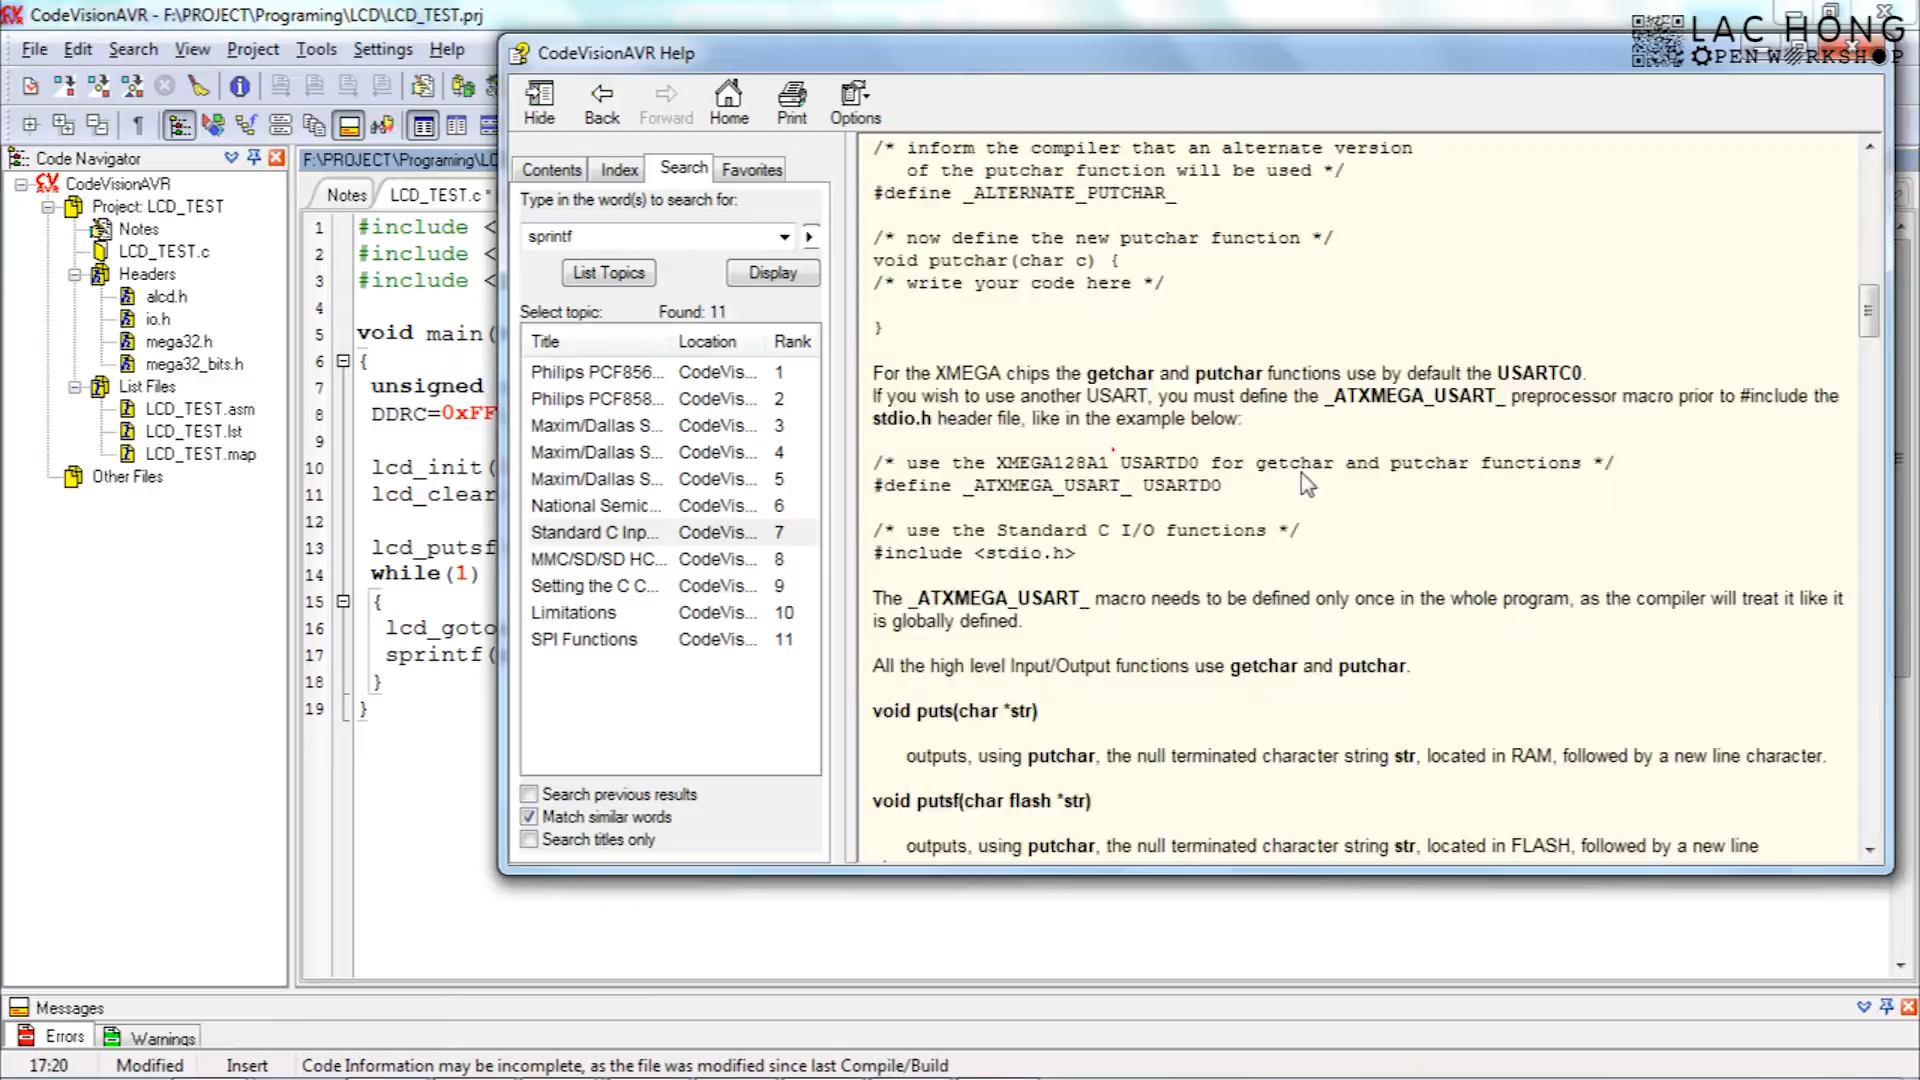 CodeVisionAVR - F:\PROJECT\Programing\LCD\LCD_TEST.prj
LAC HONG
OPEN WORKSHOP
File Edit Search View Project Tools Settings Help
CodeVisionAVR Help
Hide Back Forward Home Print Options
Code Navigator
F:\PROJECT\Programing\LC
CodeVisionAVR
Project: LCD_TEST
Notes
LCD_TEST.c
Headers
alcd.h
io.h
mega32.h
mega32_bits.h
List Files
LCD_TEST.asm
LCD_TEST.lst
LCD_TEST.map
Other Files
Notes LCD_TEST.c *
1 #include <
2 #include <
3 #include <
4
5 void main(
6 {
7 unsigned
8 DDRC=0xFF
9
10 lcd_init(
11 lcd_clear
12
13 lcd_putsf
14 while(1)
15 {
16 lcd_goto
17 sprintf(
18 }
19 }
Contents Index Search Favorites
Type in the word(s) to search for:
sprintf
List Topics Display
Select topic: Found: 11
Title Location Rank
Philips PCF856... CodeVis... 1
Philips PCF858... CodeVis... 2
Maxim/Dallas S... CodeVis... 3
Maxim/Dallas S... CodeVis... 4
Maxim/Dallas S... CodeVis... 5
National Semic... CodeVis... 6
Standard C Inp... CodeVis... 7
MMC/SD/SD HC... CodeVis... 8
Setting the C C... CodeVis... 9
Limitations CodeVis... 10
SPI Functions CodeVis... 11
Search previous results
Match similar words
Search titles only
/* inform the compiler that an alternate version
of the putchar function will be used */
#define _ALTERNATE_PUTCHAR_
/* now define the new putchar function */
void putchar(char c) {
/* write your code here */
}
For the XMEGA chips the getchar and putchar functions use by default the USARTC0.
If you wish to use another USART, you must define the _ATXMEGA_USART_ preprocessor macro prior to #include the
stdio.h header file, like in the example below:
/* use the XMEGA128A1 USARTD0 for getchar and putchar functions */
#define _ATXMEGA_USART_ USARTD0
/* use the Standard C I/O functions */
#include <stdio.h>
The _ATXMEGA_USART_ macro needs to be defined only once in the whole program, as the compiler will treat it like it
is globally defined.
All the high level Input/Output functions use getchar and putchar.
void puts(char *str)
outputs, using putchar, the null terminated character string str, located in RAM, followed by a new line character.
void putsf(char flash *str)
outputs, using putchar, the null terminated character string str, located in FLASH, followed by a new line
Messages
Errors Warnings
17:20 Modified Insert Code Information may be incomplete, as the file was modified since last Compile/Build